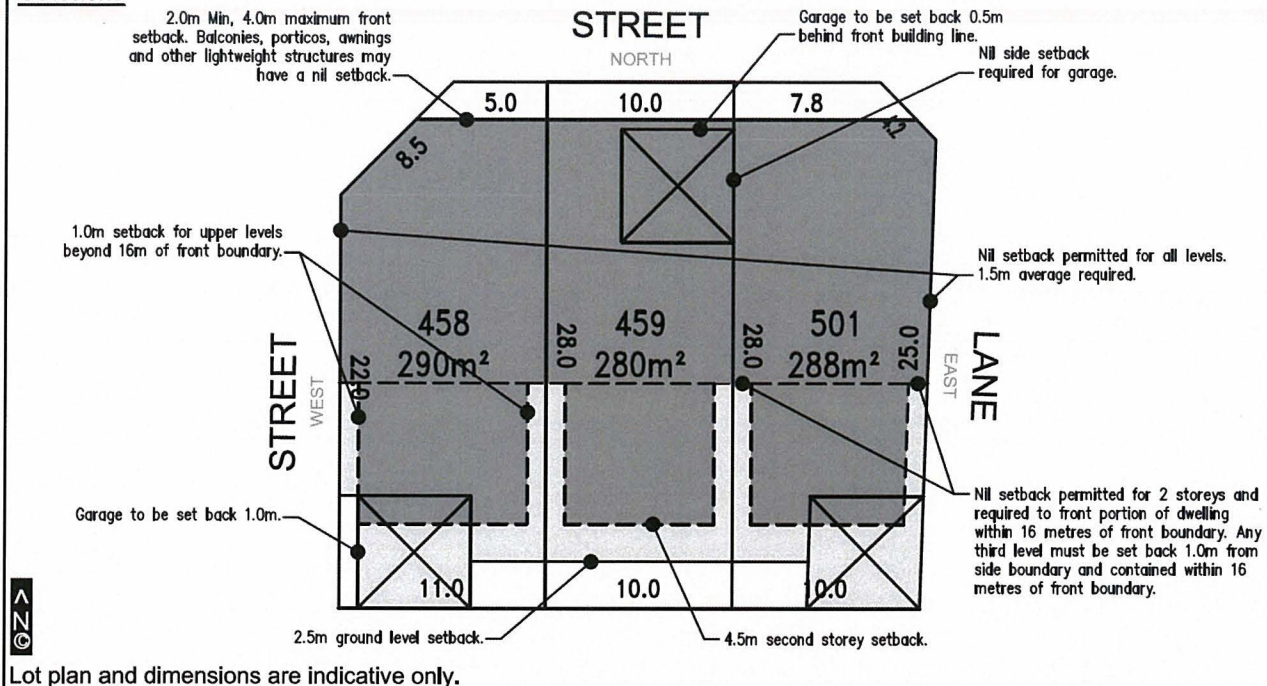 2.0m Min, 4.0m maximum front
setback. Balconies, porticos, awnings
and other lightweight structures may
have a nil setback.
STREET
NORTH
Garage to be set back 0.5m
behind front building line.
Nil side setback
required for garage.
5.0
10.0
7.8
4.2
8.5
1.0m setback for upper levels
beyond 16m of front boundary.
Nil setback permitted for all levels.
1.5m average required.
458
290m²
22.0
28.0
459
280m²
28.0
501
288m²
25.0
STREET
WEST
EAST
LANE
Garage to be set back 1.0m.
Nil setback permitted for 2 storeys and
required to front portion of dwelling
within 16 metres of front boundary. Any
third level must be set back 1.0m from
side boundary and contained within 16
metres of front boundary.
11.0
10.0
10.0
2.5m ground level setback.
4.5m second storey setback.
N
©
Lot plan and dimensions are indicative only.